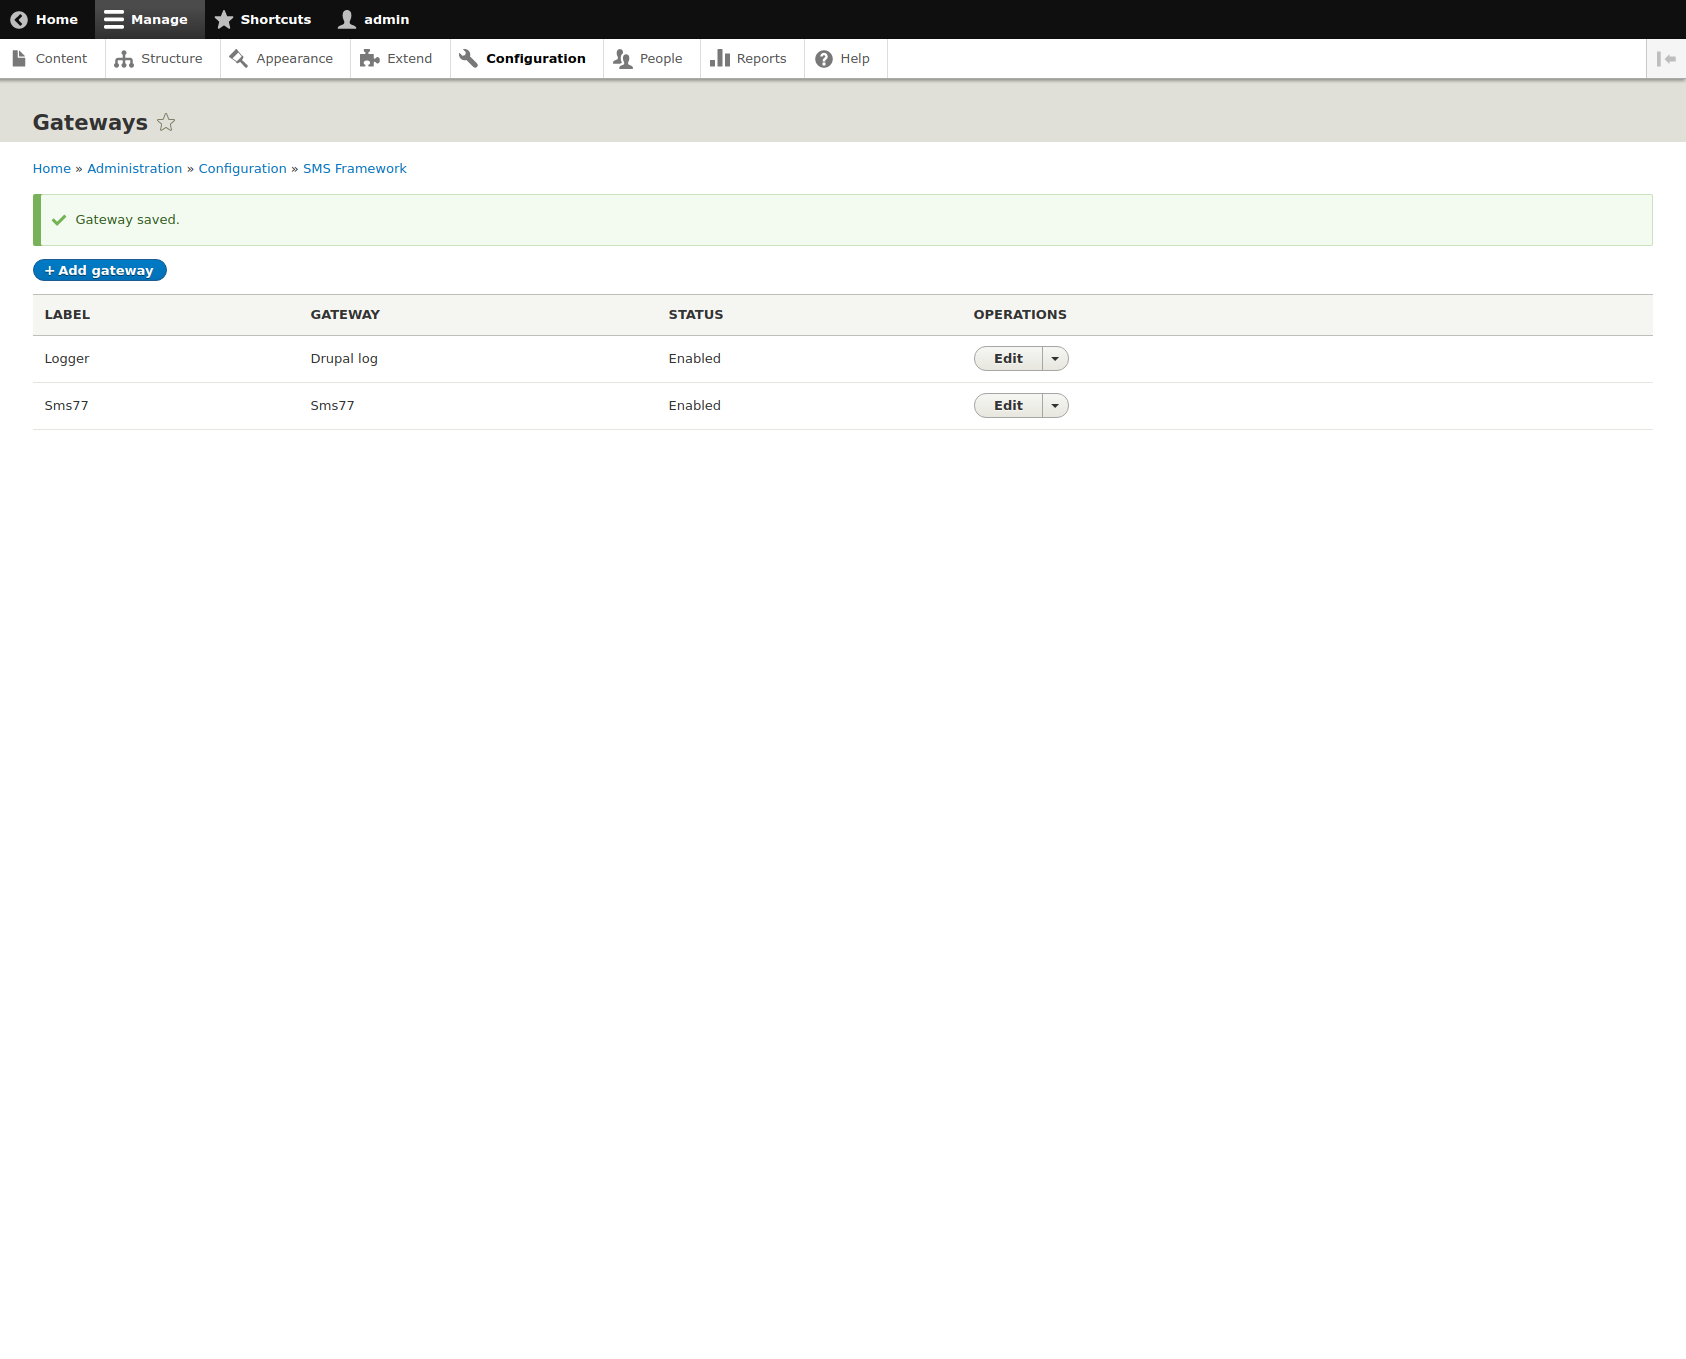 Home Manage Shortcuts admin
Content Structure Appearance Extend Configuration People Reports Help
Gateways
Home » Administration » Configuration » SMS Framework
Gateway saved.
+ Add gateway
LABEL GATEWAY STATUS OPERATIONS
Logger Drupal log Enabled Edit
Sms77 Sms77 Enabled Edit